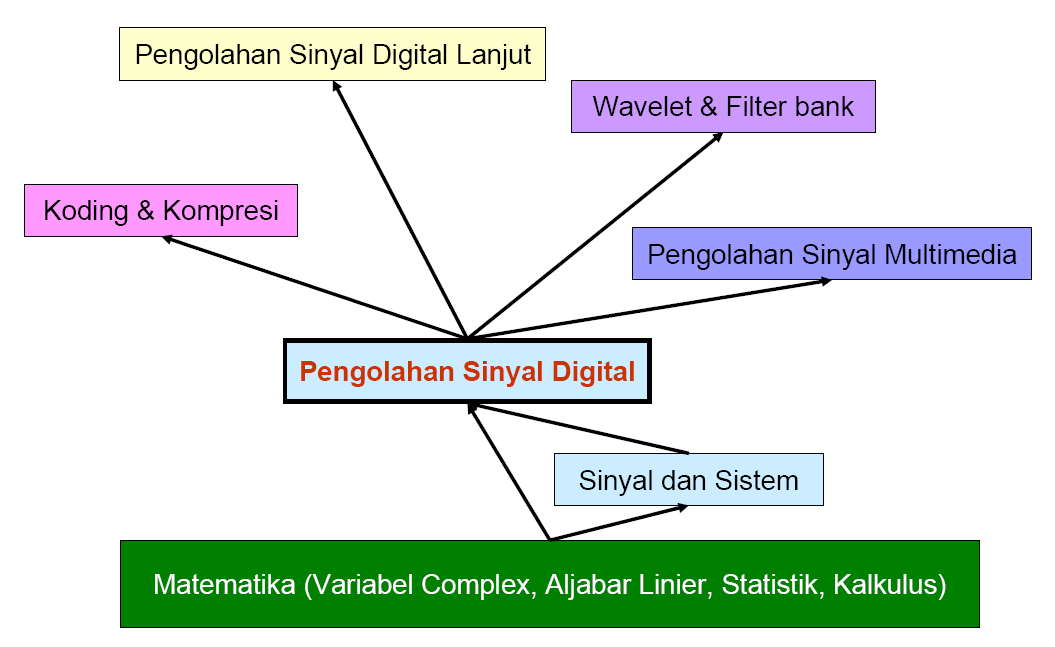 Pengolahan Sinyal Digital Lanjut
Wavelet & Filter bank
Koding & Kompresi
Pengolahan Sinyal Multimedia
Pengolahan Sinyal Digital
Sinyal dan Sistem
Matematika (Variabel Complex, Aljabar Linier, Statistik, Kalkulus)